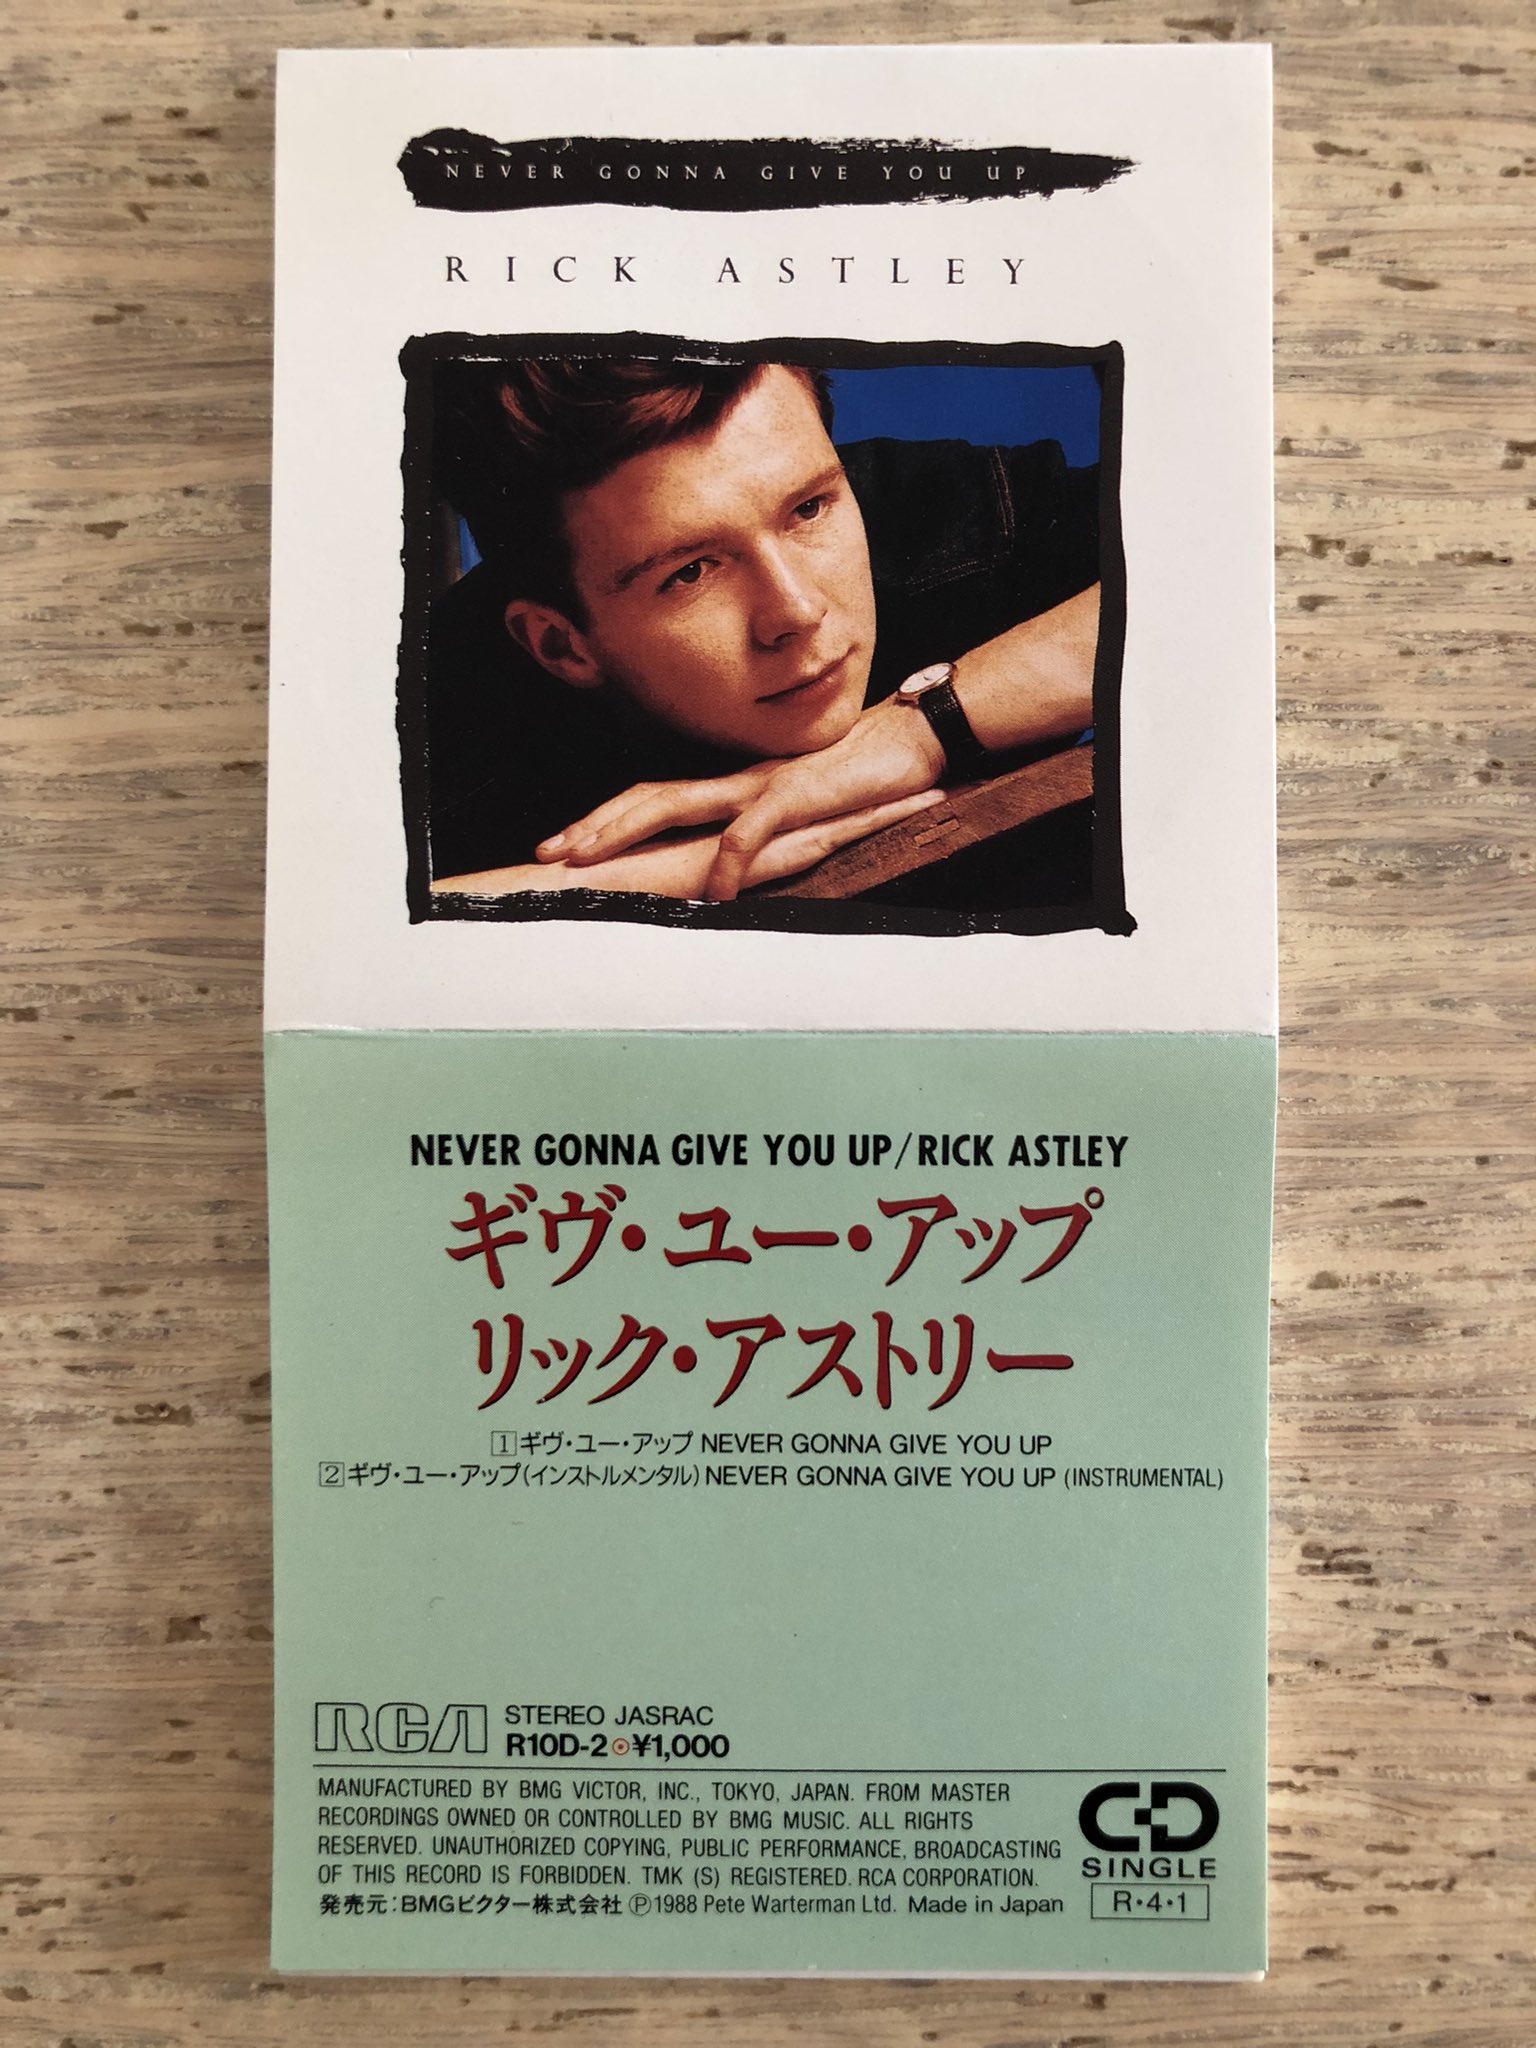 NEVER GONNA GIVE YOU UP
RICK ASTLEY
NEVER GONNA GIVE YOU UP/RICK ASTLEY
ギヴ・ユー・アップ
リック・アストリー
1 ギヴ・ユー・アップ NEVER GONNA GIVE YOU UP
2 ギヴ・ユー・アップ(インストルメンタル) NEVER GONNA GIVE YOU UP (INSTRUMENTAL)
RCA STEREO JASRAC
R10D-2 ¥1,000
MANUFACTURED BY BMG VICTOR, INC., TOKYO, JAPAN. FROM MASTER
RECORDINGS OWNED OR CONTROLLED BY BMG MUSIC. ALL RIGHTS
RESERVED. UNAUTHORIZED COPYING, PUBLIC PERFORMANCE, BROADCASTING
OF THIS RECORD IS FORBIDDEN. TMK (S) REGISTERED. RCA CORPORATION.
発売元:BMGビクター株式会社 Ⓟ1988 Pete Warterman Ltd. Made in Japan
CD
SINGLE
R・4・1